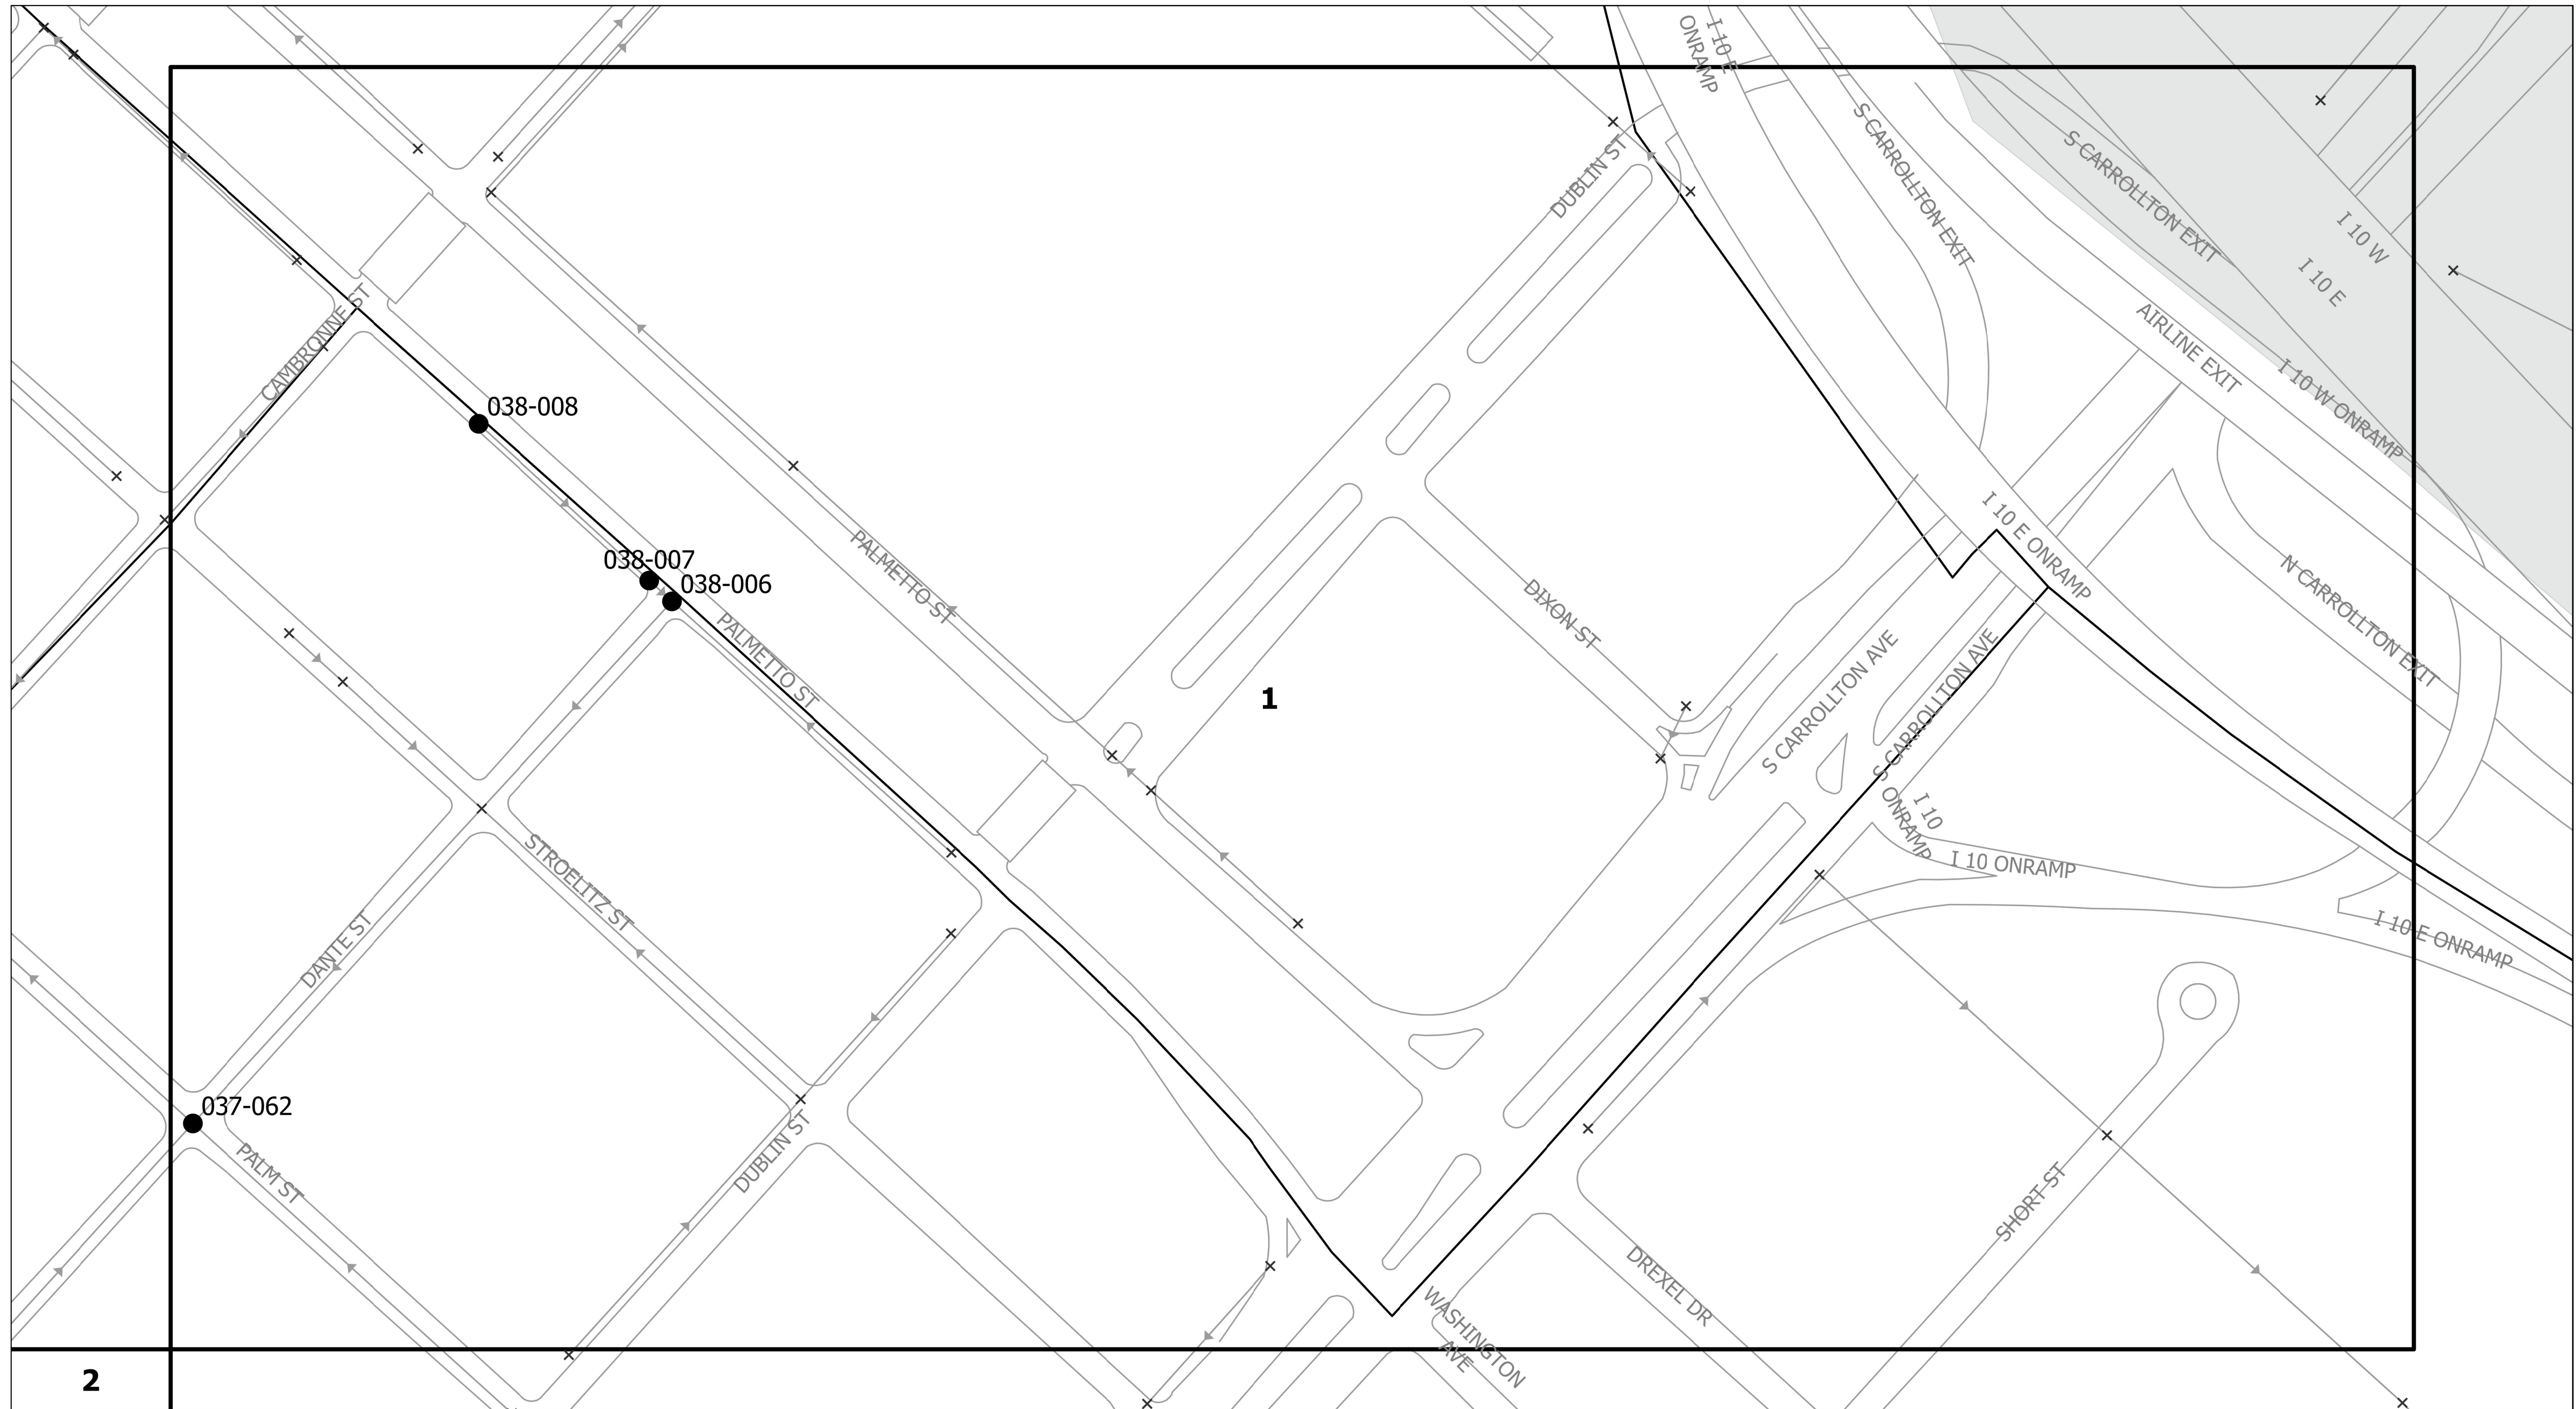 I 10 E
ONRAMP
S CARROLLTON EXIT
S CARROLLTON EXIT
DUBLIN ST
I 10 W
I 10 E
AIRLINE EXIT
I 10 W ONRAMP
CAMBRONNE ST
038-008
038-007
038-006
PALMETTO ST
PALMETTO ST
DIXON ST
I 10 E ONRAMP
N CARROLLTON EXIT
S CARROLLTON AVE
S CARROLLTON AVE
1
I 10
ONRAMP
I 10 ONRAMP
I 10 E ONRAMP
STROELITZ ST
DANTE ST
037-062
PALM ST
DUBLIN ST
SHORT ST
DREXEL DR
WASHINGTON
AVE
2